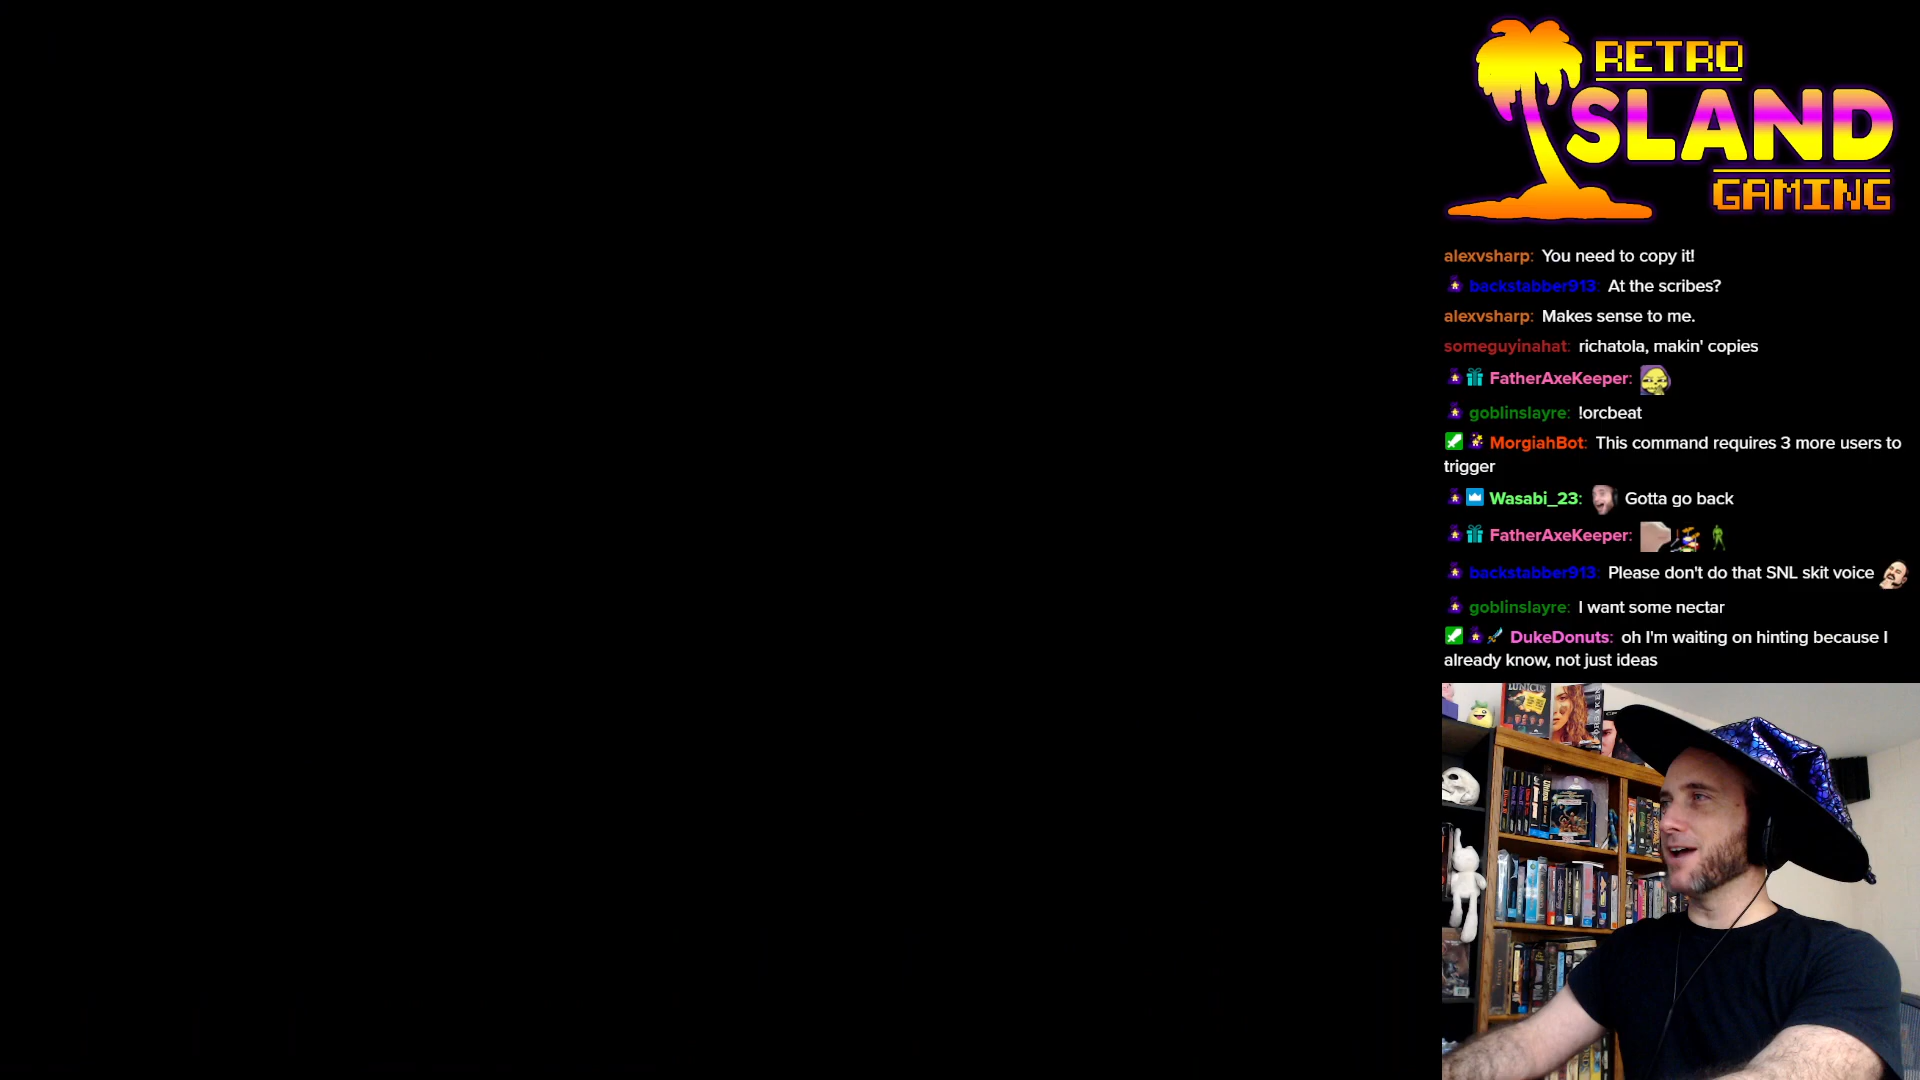 RETRO
ISLAND
GAMING
alexvsharp: You need to copy it!
backstabber913: At the scribes?
alexvsharp: Makes sense to me.
someguyinahat: richatola, makin' copies
FatherAxeKeeper:
goblinslayre: !orcbeat
MorgiahBot: This command requires 3 more users to
trigger
Wasabi_23: Gotta go back
FatherAxeKeeper:
backstabber913: Please don't do that SNL skit voice
goblinslayre: I want some nectar
DukeDonuts: oh I'm waiting on hinting because I
already know, not just ideas
LUNICUS